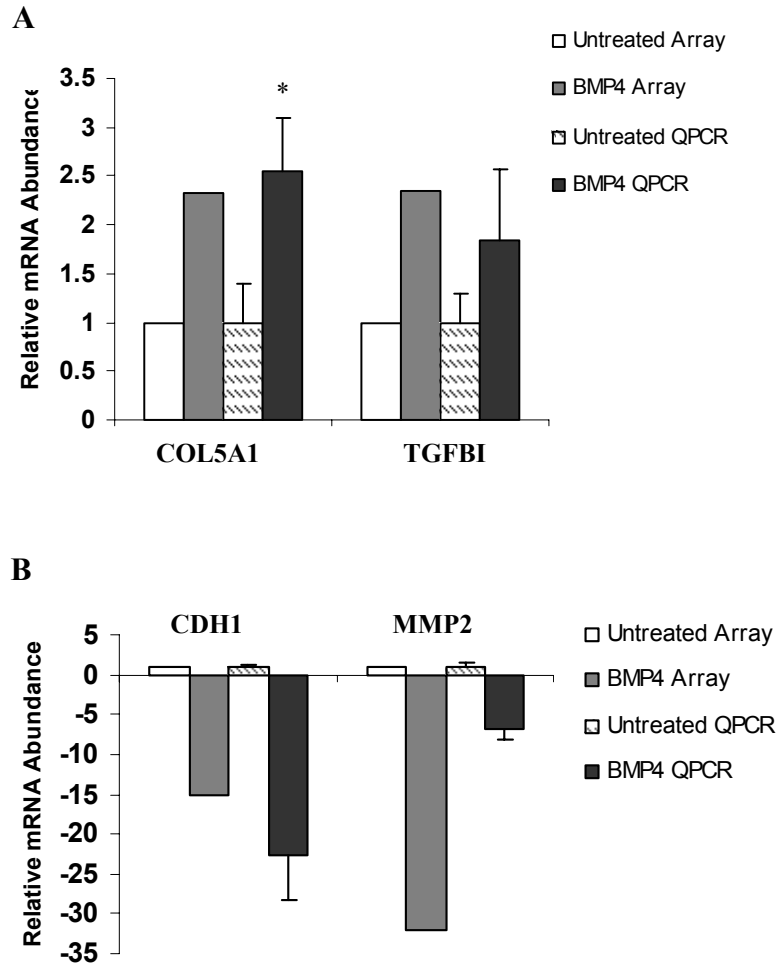 A
Untreated Array
BMP4 Array
Untreated QPCR
BMP4 QPCR
Relative mRNA Abundance
3.5
3
2.5
2
1.5
1
0.5
0
*
COL5A1 TGFBI
B
CDH1 MMP2
Untreated Array
BMP4 Array
Untreated QPCR
BMP4 QPCR
Relative mRNA Abundance
5
0
-5
-10
-15
-20
-25
-30
-35